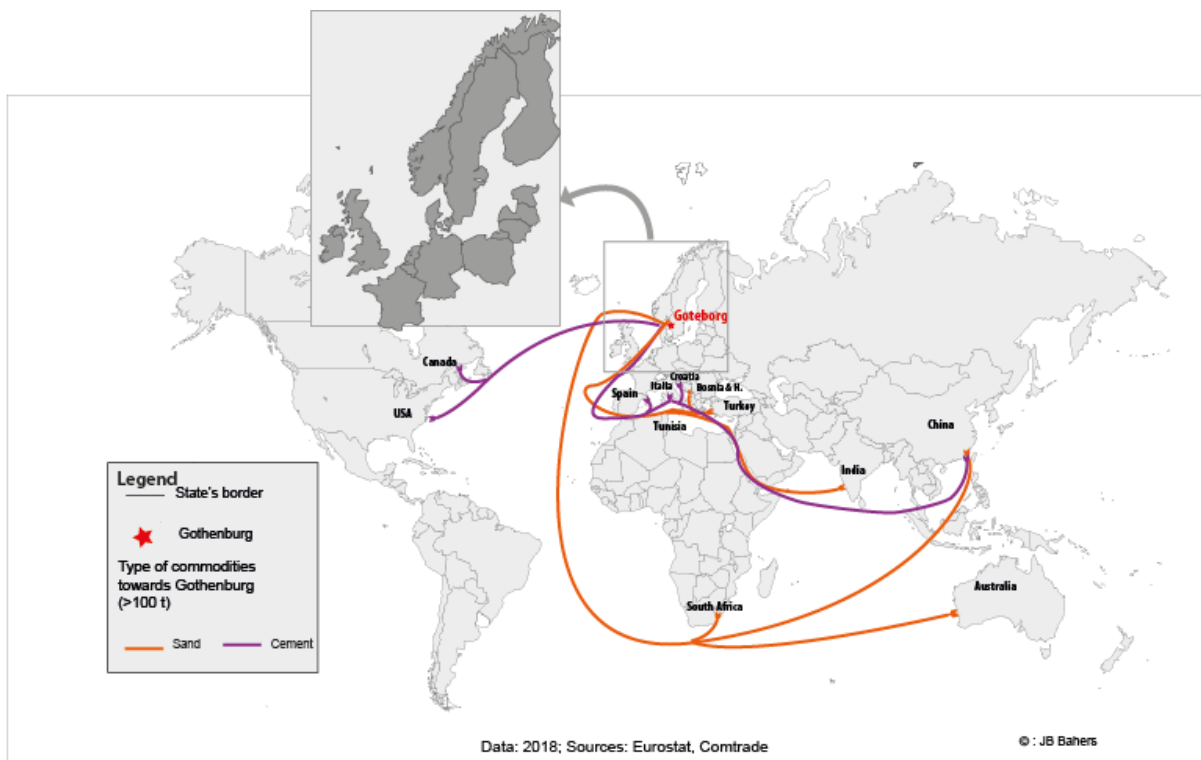 Goteborg
Canada
Croatia
Spain
Italia
Bosnia & H.
USA
Turkey
Tunisia
China
India
Legend
State's border
Gothenburg
Type of commodities
towards Gothenburg
(>100 t)
Sand
Cement
South Africa
Australia
Data: 2018; Sources: Eurostat, Comtrade
© : JB Bahers